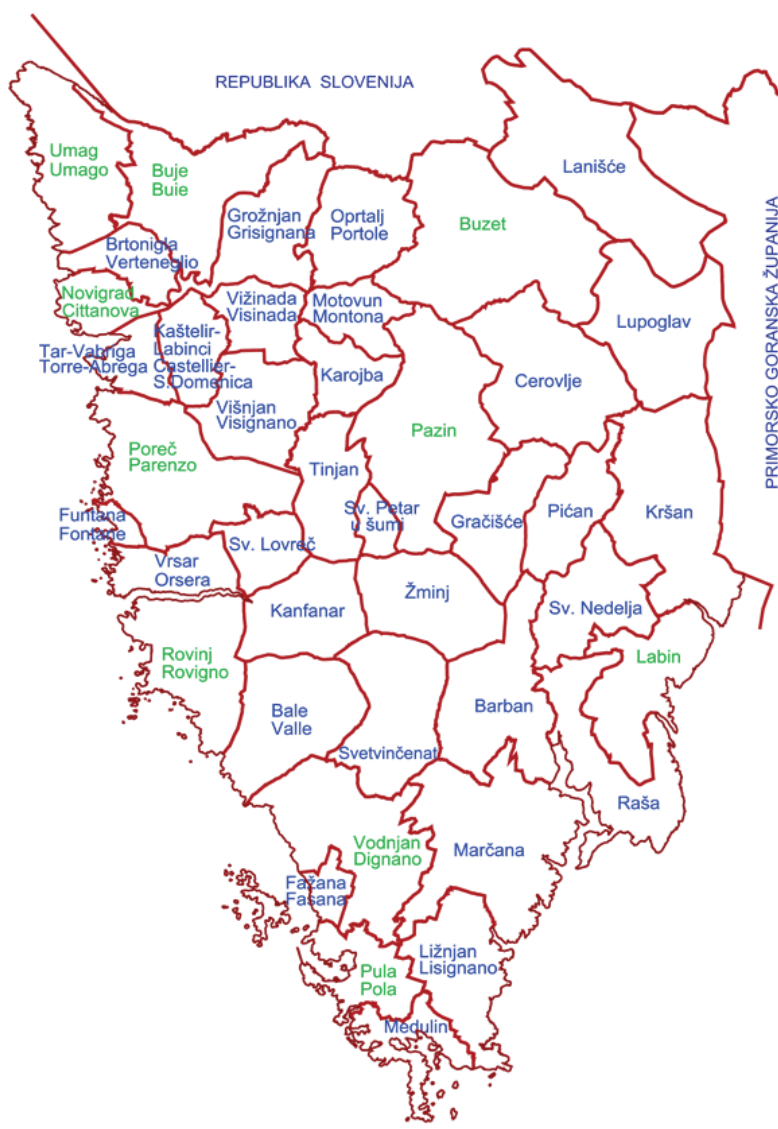 REPUBLIKA SLOVENIJA
PRIMORSKO GORANSKA ŽUPANIJA
Umag
Umago
Buje
Buie
Lanišće
Grožnjan
Grisignana
Oprtalj
Portole
Buzet
Brtonigla
Verteneglio
Novigrad
Cittanova
Vižinada
Visinada
Motovun
Montona
Lupoglav
Tar-Vabriga
Torre-Abrega
Kaštelir-
Labinci
Castellier-
S.Domenica
Karojba
Cerovlje
Višnjan
Visignano
Poreč
Parenzo
Pazin
Tinjan
Sv. Petar
u šumi
Gračišće
Pićan
Kršan
Funtana
Fontane
Sv. Lovreč
Vrsar
Orsera
Kanfanar
Žminj
Sv. Nedelja
Rovinj
Rovigno
Labin
Bale
Valle
Barban
Svetvinčenat
Raša
Vodnjan
Dignano
Marčana
Fažana
Fasana
Ližnjan
Lisignano
Pula
Pola
Medulin